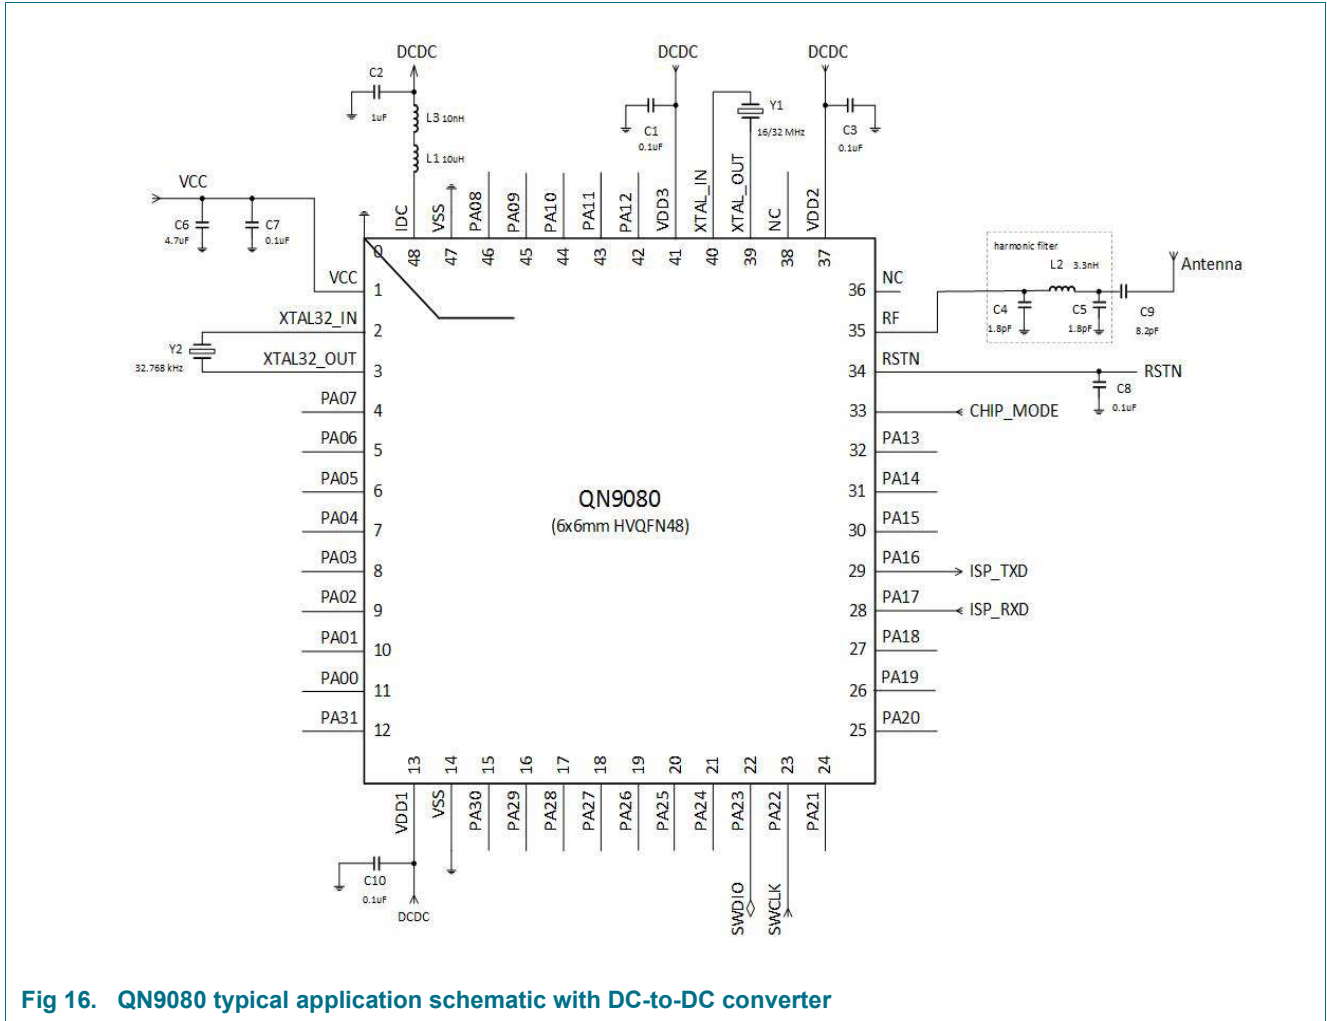 DCDC
C2
1uF
L3 10nH
L1 10uH
DCDC
C1
0.1uF
Y1
16/32 MHz
DCDC
C3
0.1uF
VCC
C6
4.7uF
C7
0.1uF
IDC
VSS
PA08
PA09
PA10
PA11
PA12
VDD3
XTAL_IN
XTAL_OUT
NC
VDD2
0
48
47
46
45
44
43
42
41
40
39
38
37
VCC
1
XTAL32_IN
2
Y2
32.768 kHz
XTAL32_OUT
3
PA07
4
PA06
5
PA05
6
PA04
7
PA03
8
PA02
9
PA01
10
PA00
11
PA31
12
QN9080
(6x6mm HVQFN48)
36
NC
35
RF
harmonic filter
L2 3.3nH
C4
1.8pF
C5
1.8pF
C9
8.2pF
Antenna
34
RSTN
RSTN
C8
0.1uF
33
CHIP_MODE
32
PA13
31
PA14
30
PA15
29
PA16
ISP_TXD
28
PA17
ISP_RXD
27
PA18
26
PA19
25
PA20
13
14
15
16
17
18
19
20
21
22
23
24
VDD1
VSS
PA30
PA29
PA28
PA27
PA26
PA25
PA24
PA23
PA22
PA21
C10
0.1uF
DCDC
SWDIO
SWCLK
Fig 16. QN9080 typical application schematic with DC-to-DC converter